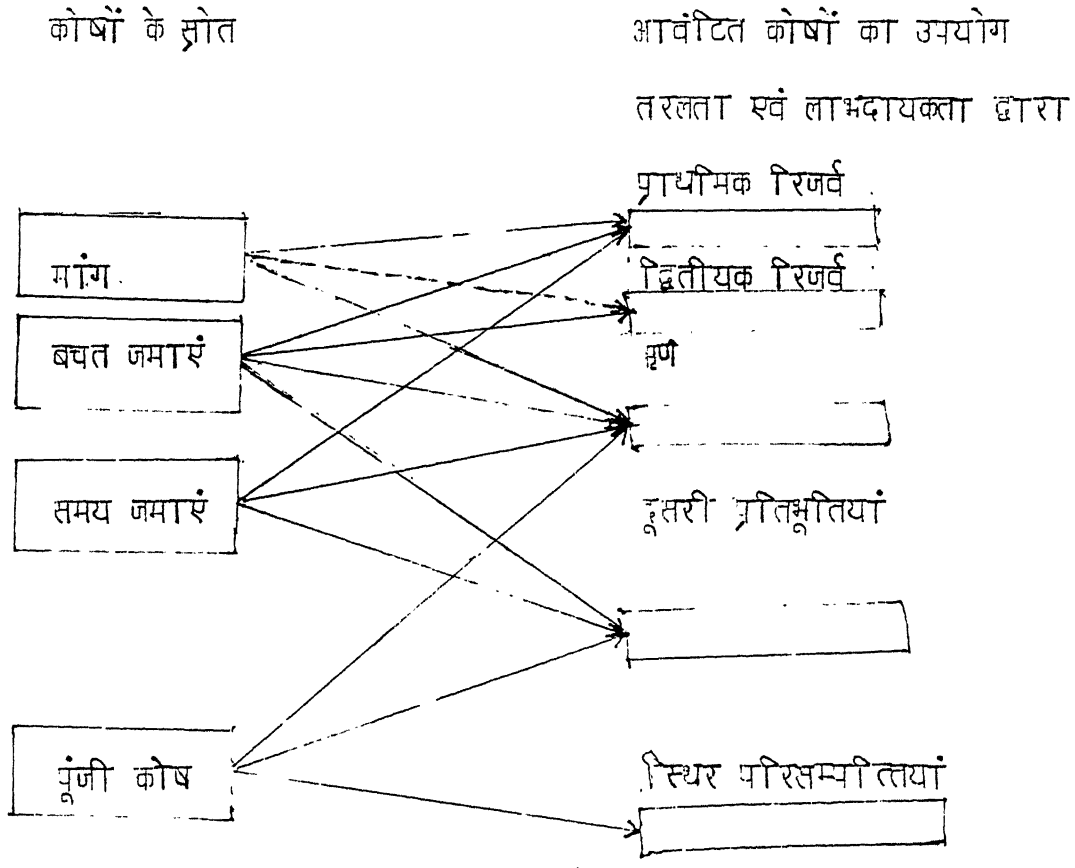 कोषों के स्रोत
आवंटित कोषों का उपयोग
तरलता एवं लाभदायकता द्वारा
प्राथमिक रिजर्व
मांग
द्वितीयक रिजर्व
बचत जमाएं
ऋण
समय जमाएं
दूसरी प्रतिभूतियां
पूंजी कोष
स्थिर परिसम्पत्तियां